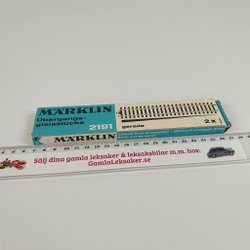 MÄRKLIN
Übergangs-
gleisstücke
2191
gerade
2 x
MÄRKLIN
Sälj dina gamla leksaker & leksaksbilar m.m. hos:
GamlaLeksaker.se